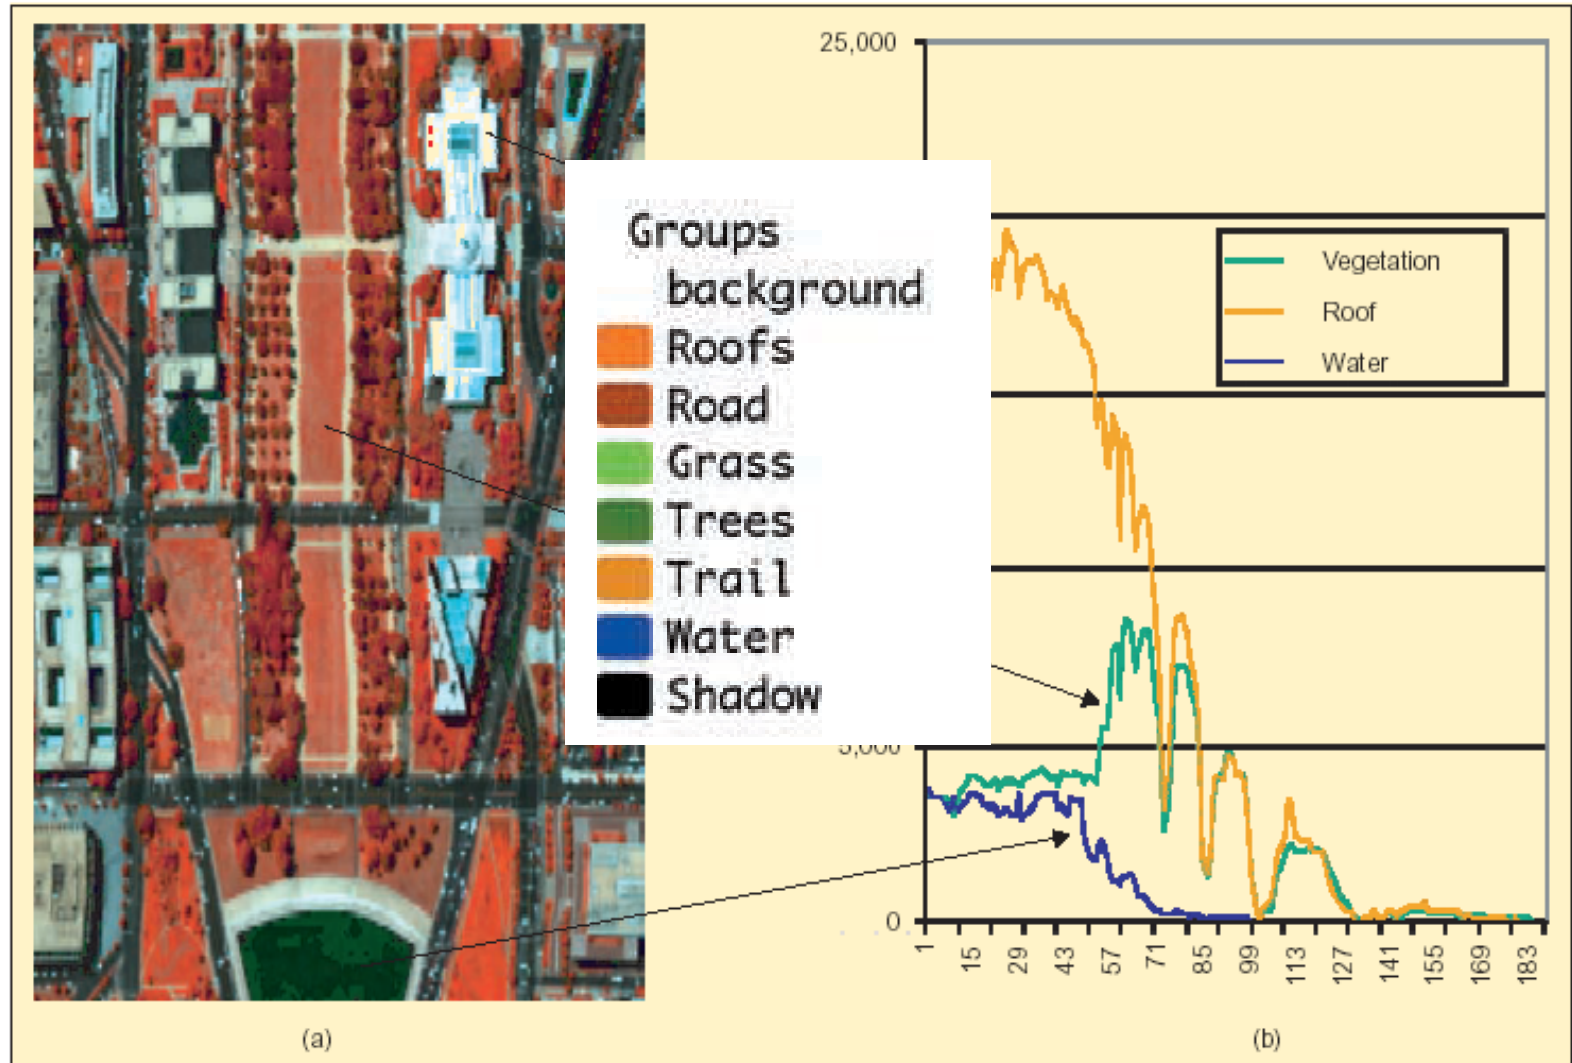 25,000
Groups
background
Roofs
Road
Grass
Trees
Trail
Water
Shadow
Vegetation
Roof
Water
5,000
0
1
15
29
43
57
71
85
99
113
127
141
155
169
183
(a)
(b)